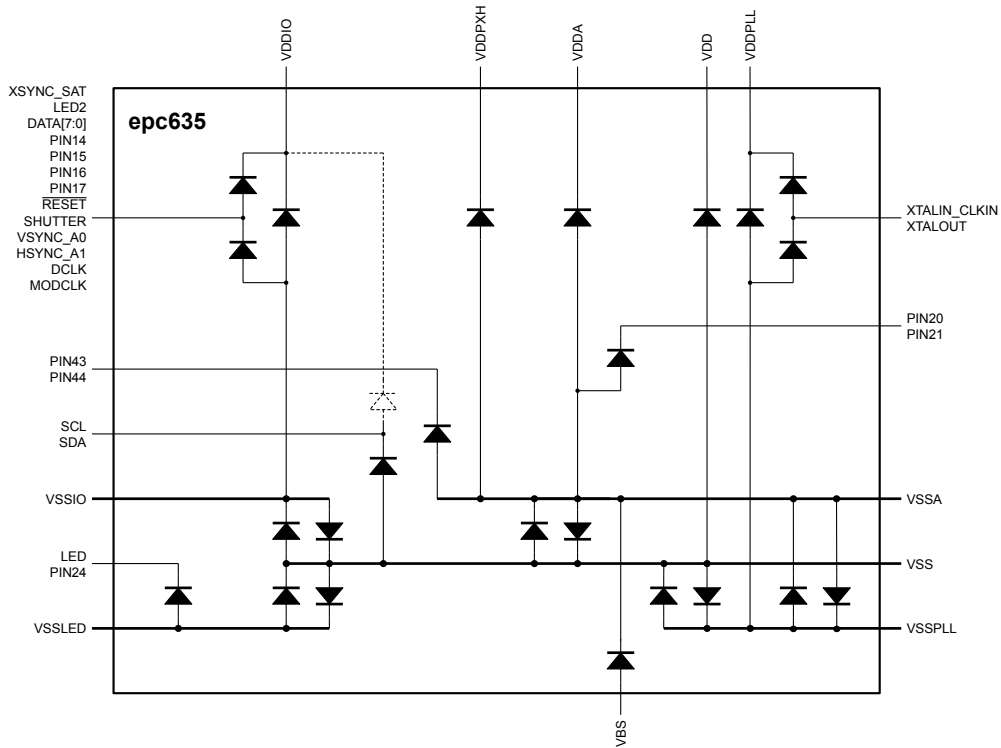 VDDIO
VDDPXH
VDDA
VDD
VDDPLL
epc635
XSYNC_SAT
LED2
DATA[7:0]
PIN14
PIN15
PIN16
PIN17
RESET
SHUTTER
VSYNC_A0
HSYNC_A1
DCLK
MODCLK
XTALIN_CLKIN
XTALOUT
PIN20
PIN21
PIN43
PIN44
SCL
SDA
VSSIO
VSSA
LED
PIN24
VSS
VSSLED
VSSPLL
VBS